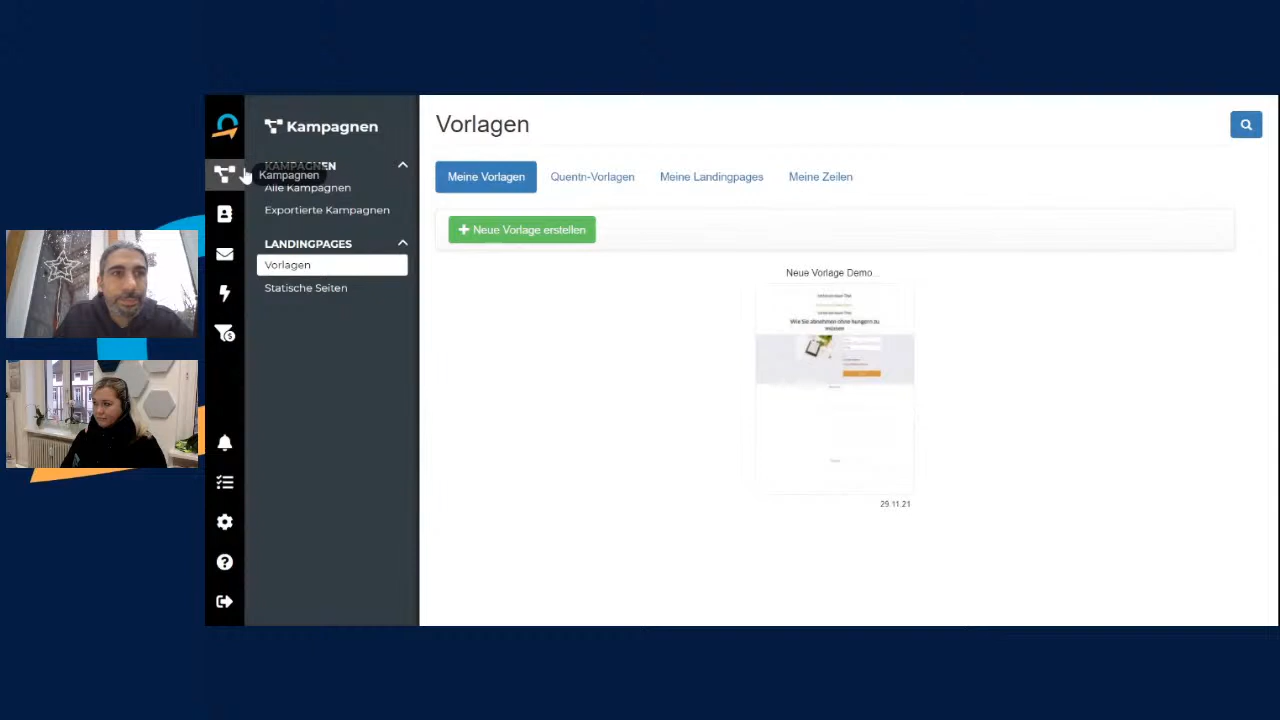 Kampagnen
KAMPAGNEN
Kampagnen
Alle Kampagnen
Exportierte Kampagnen
LANDINGPAGES
Vorlagen
Statische Seiten
Vorlagen
Meine Vorlagen
Quentn-Vorlagen
Meine Landingpages
Meine Zeilen
+ Neue Vorlage erstellen
Neue Vorlage Demo...
Wie Sie abnehmen ohne hungern zu
müssen
29.11.21